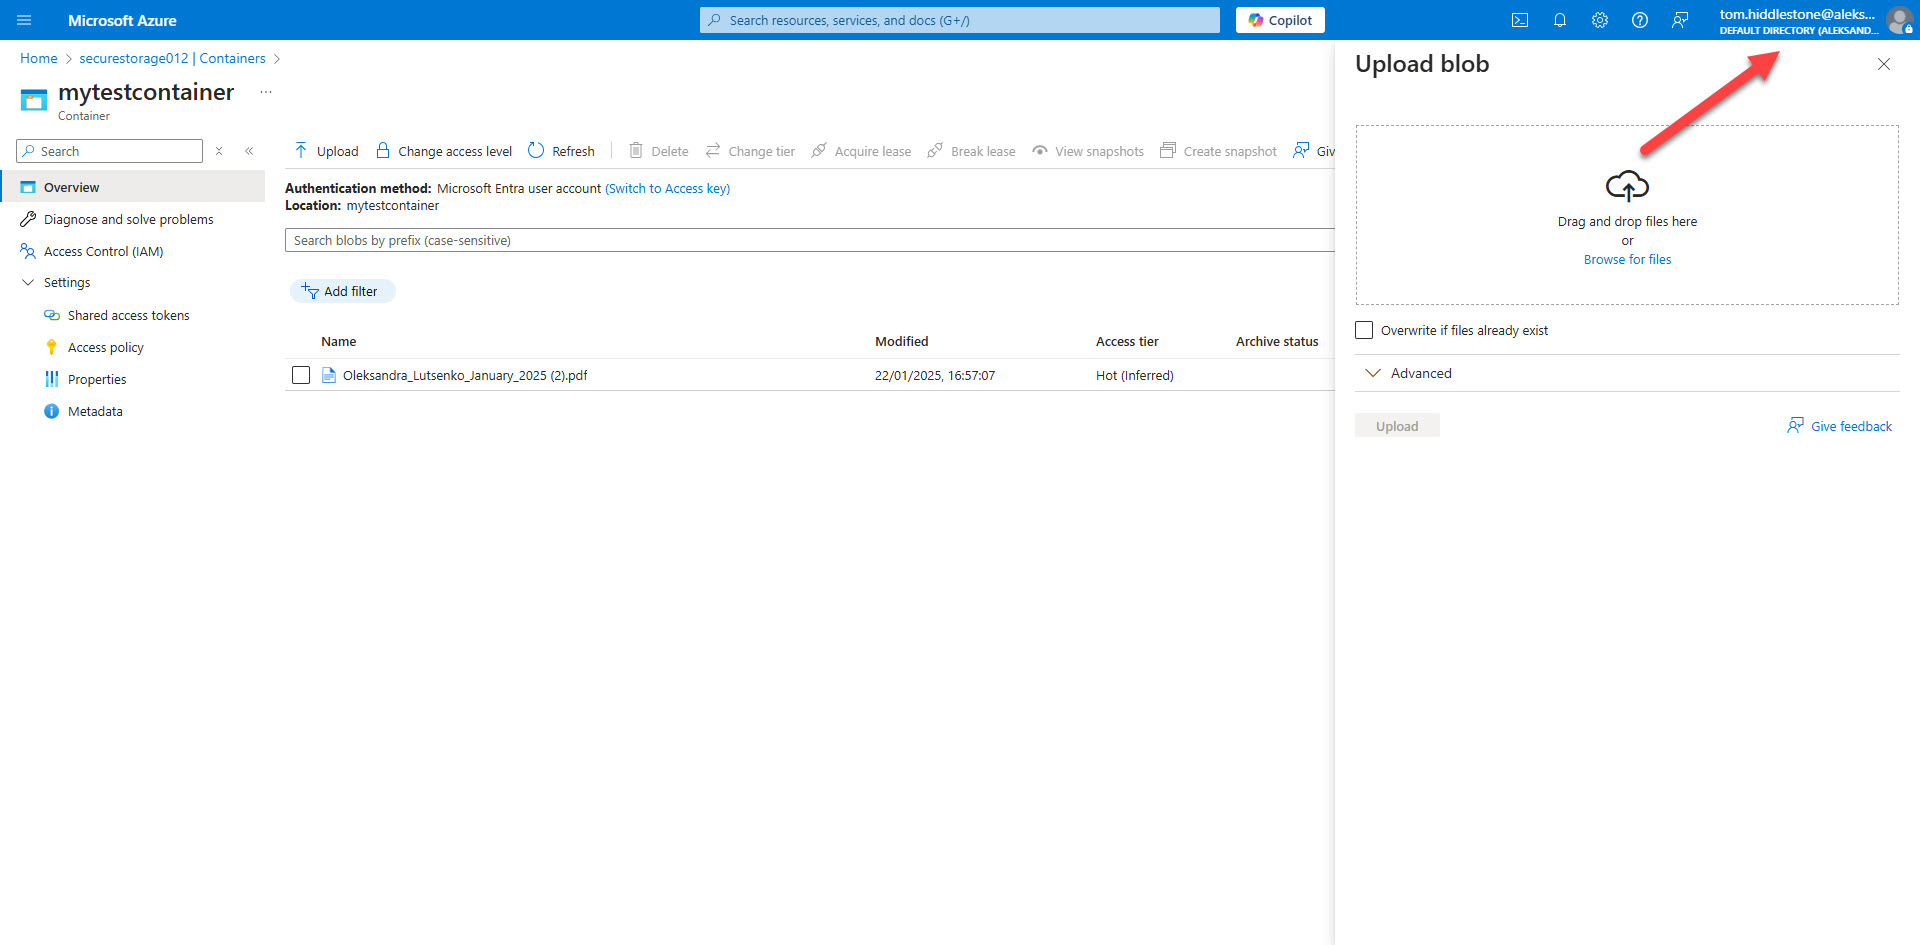 Microsoft Azure
Search resources, services, and docs (G+/)
Copilot
tom.hiddlestone@aleks...
DEFAULT DIRECTORY (ALEKSAND...
Home > securestorage012 | Containers >
mytestcontainer ...
Container
Search
Overview
Diagnose and solve problems
Access Control (IAM)
Settings
Shared access tokens
Access policy
Properties
Metadata
Upload Change access level Refresh Delete Change tier Acquire lease Break lease View snapshots Create snapshot Giv
Authentication method: Microsoft Entra user account (Switch to Access key)
Location: mytestcontainer
Search blobs by prefix (case-sensitive)
Add filter
Name Modified Access tier Archive status
Oleksandra_Lutsenko_January_2025 (2).pdf 22/01/2025, 16:57:07 Hot (Inferred)
Upload blob
Drag and drop files here
or
Browse for files
Overwrite if files already exist
Advanced
Upload
Give feedback